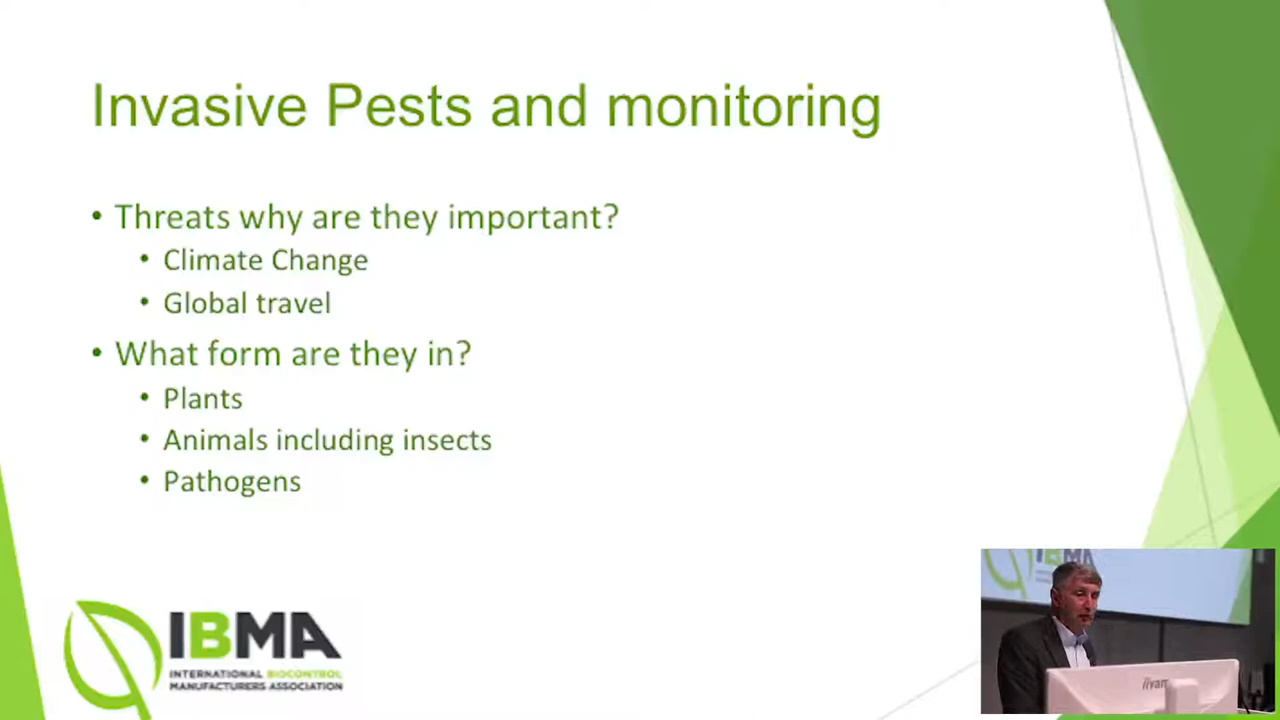 Invasive Pests and monitoring
• Threats why are they important?
• Climate Change
• Global travel
• What form are they in?
• Plants
• Animals including insects
• Pathogens
IBMA
INTERNATIONAL BIOCONTROL
MANUFACTURERS ASSOCIATION
iiyama